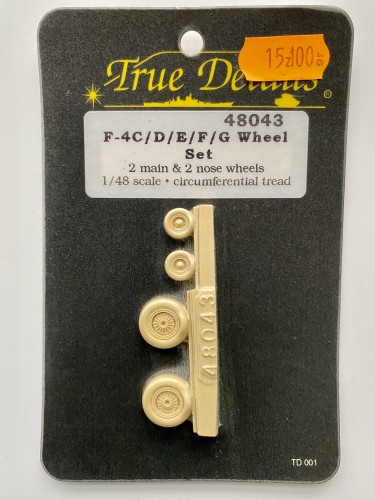 15zł00gr
True Details®
48043
F-4C/D/E/F/G Wheel
Set
2 main & 2 nose wheels
1/48 scale • circumferential tread
48043
TD 001